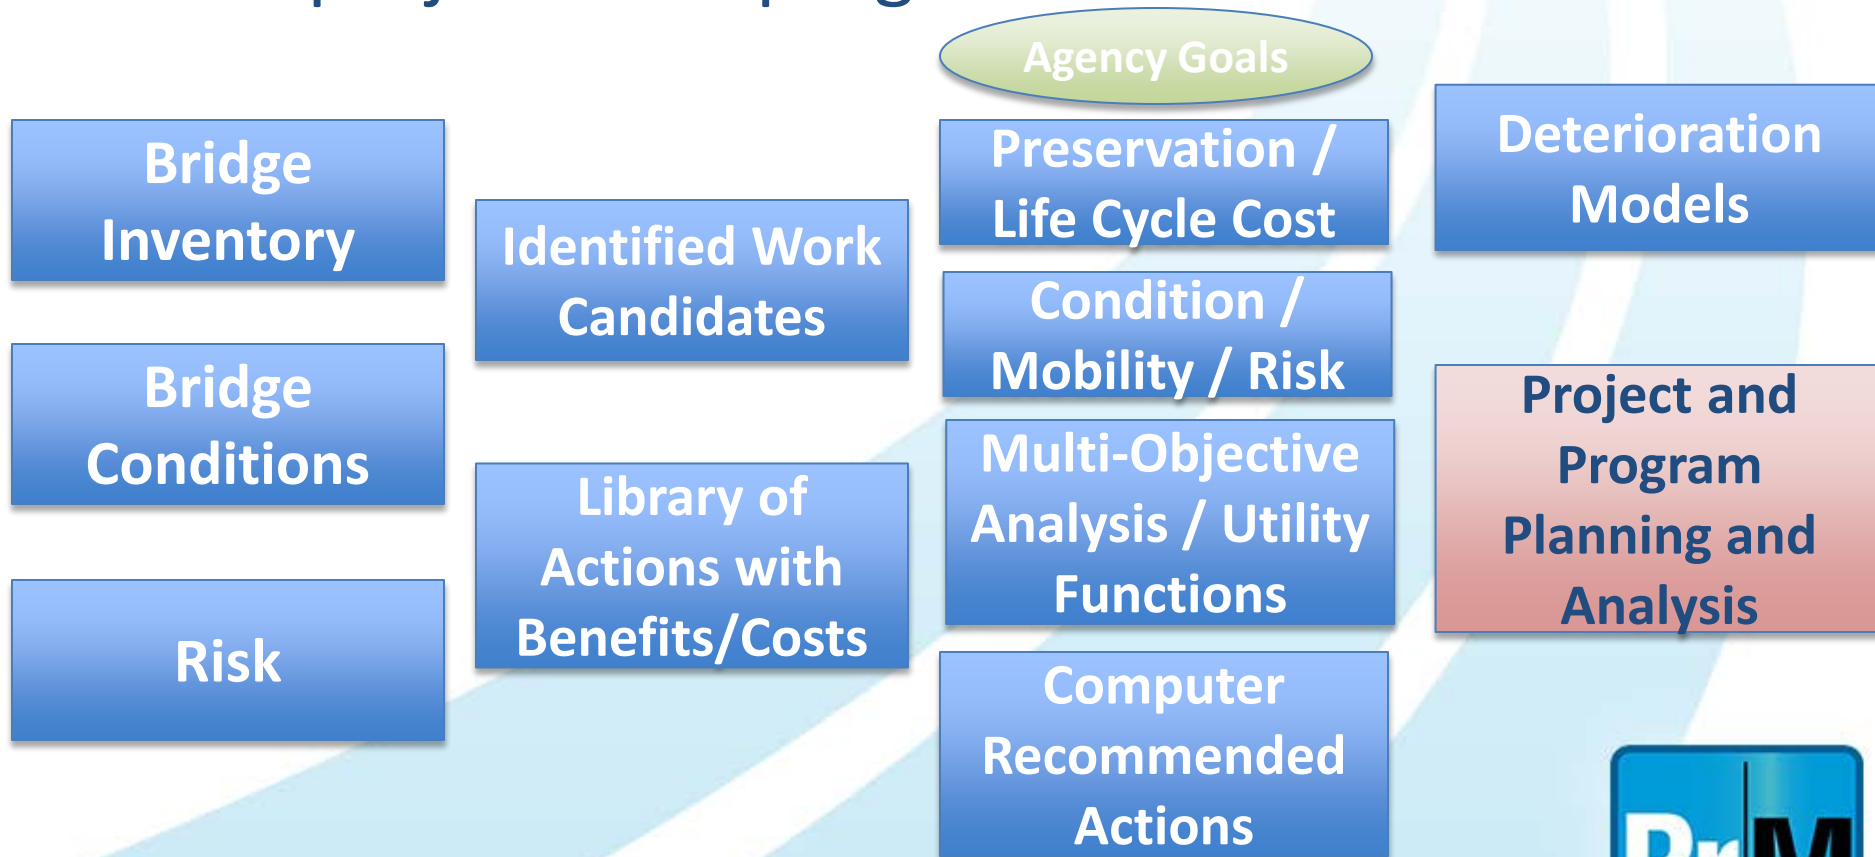 Agency Goals
Bridge
Inventory
Bridge
Conditions
Risk
Identified Work
Candidates
Library of
Actions with
Benefits/Costs
Preservation /
Life Cycle Cost
Condition /
Mobility / Risk
Multi-Objective
Analysis / Utility
Functions
Computer
Recommended
Actions
Deterioration
Models
Project and
Program
Planning and
Analysis
BrM